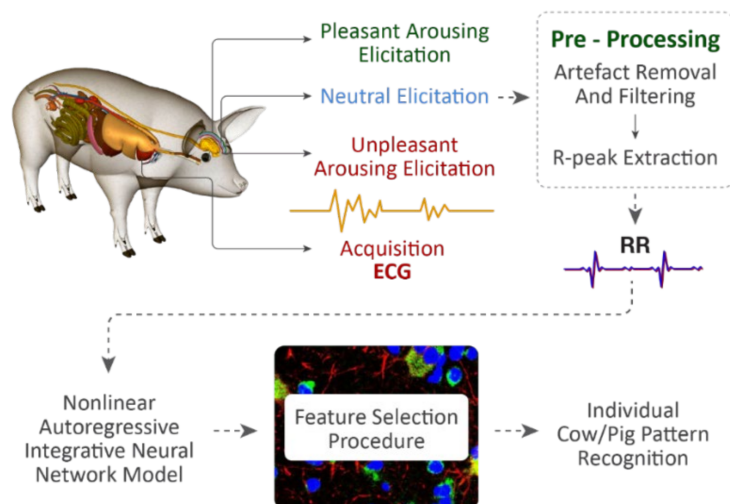 Pleasant Arousing
Elicitation
Neutral Elicitation
Unpleasant
Arousing Elicitation
Acquisition
ECG
Pre - Processing
Artefact Removal
And Filtering
R-peak Extraction
RR
Nonlinear
Autoregressive
Integrative Neural
Network Model
Feature Selection
Procedure
Individual
Cow/Pig Pattern
Recognition